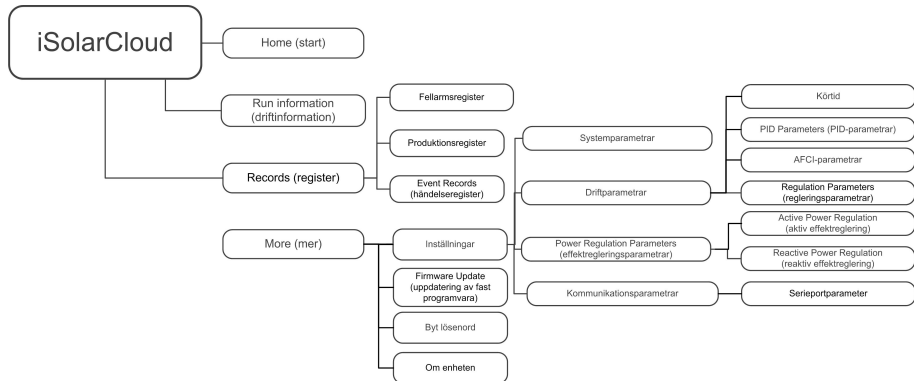 iSolarCloud
Home (start)
Run information
(driftinformation)
Records (register)
More (mer)
Fellarmsregister
Produktionsregister
Event Records
(händelseregister)
Inställningar
Firmware Update
(uppdatering av fast
programvara)
Byt lösenord
Om enheten
Systemparametrar
Driftparametrar
Power Regulation Parameters
(effektregleringsparametrar)
Kommunikationsparametrar
Körtid
PID Parameters (PID-parametrar)
AFCI-parametrar
Regulation Parameters
(regleringsparametrar)
Active Power Regulation
(aktiv effektreglering)
Reactive Power Regulation
(reaktiv effektreglering)
Serieportparameter